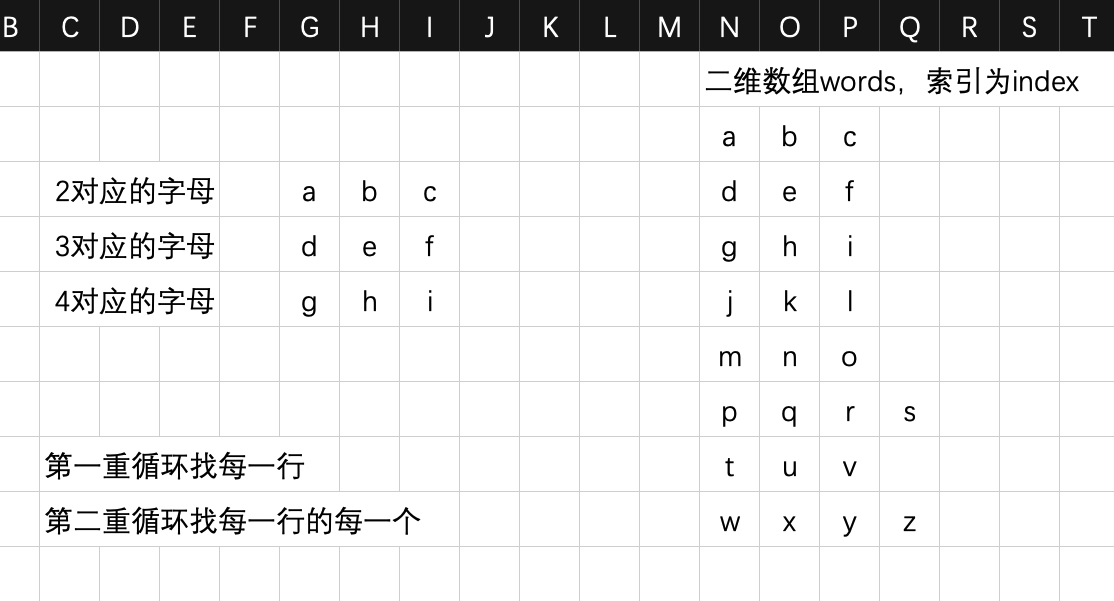 B C D E F G H I J K L M N O P Q R S T
二维数组words，索引为index
a b c
2对应的字母 a b c d e f
3对应的字母 d e f g h i
4对应的字母 g h i j k l
m n o
p q r s
第一重循环找每一行 t u v
第二重循环找每一行的每一个 w x y z